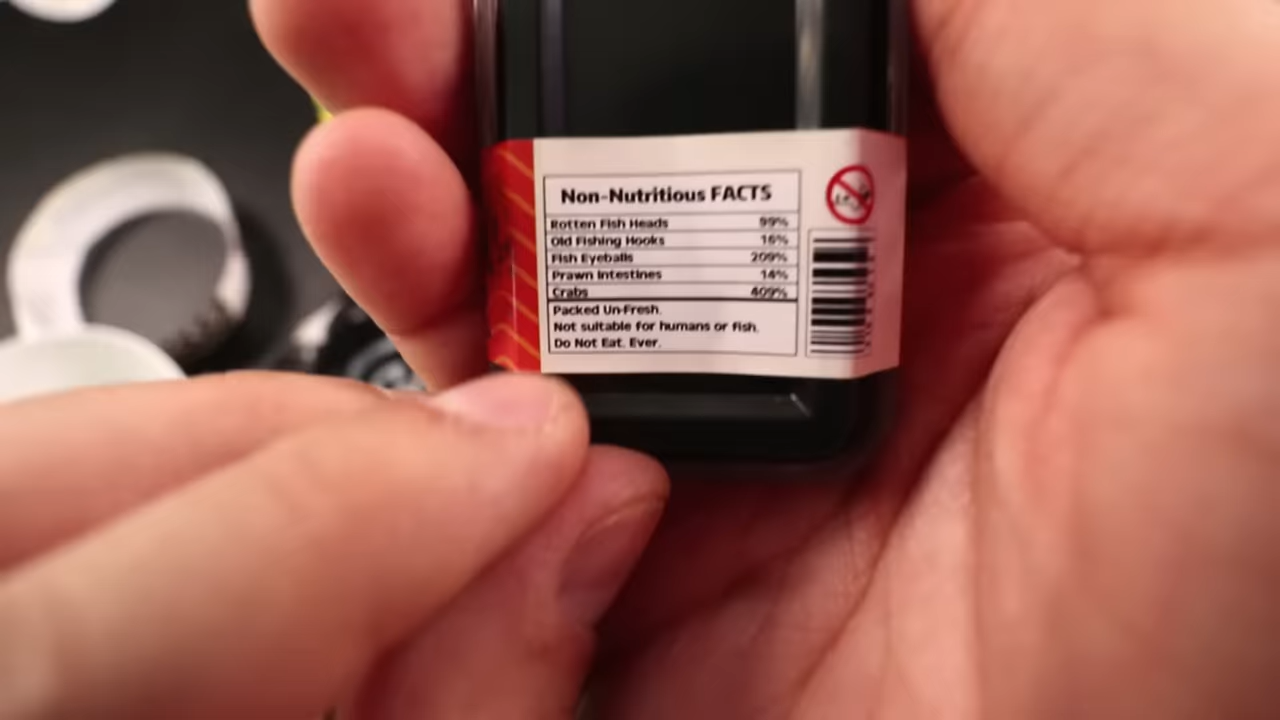 Non-Nutritious FACTS
Rotten Fish Heads 99%
Old Fishing Hooks 16%
Fish Eyeballs 209%
Prawn Intestines 14%
Crabs 409%
Packed Un-Fresh.
Not suitable for humans or fish.
Do Not Eat. Ever.